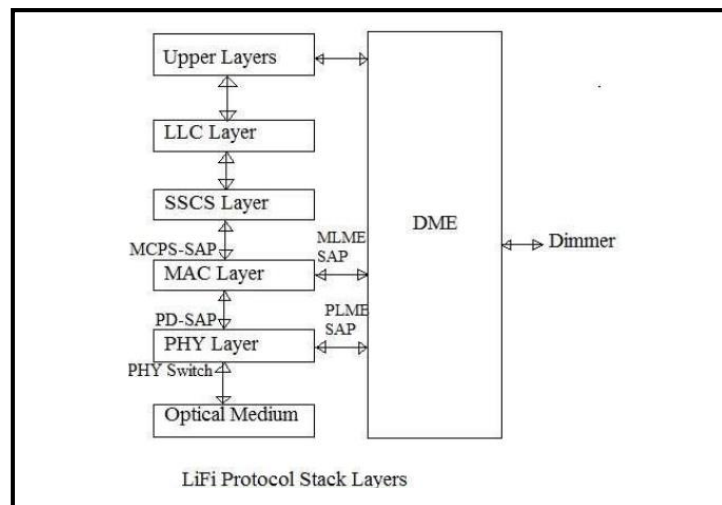 Upper Layers
LLC Layer
SSCS Layer
MCPS-SAP
MLME
SAP
MAC Layer
PD-SAP
PLME
SAP
PHY Layer
PHY Switch
Optical Medium
DME
Dimmer
LiFi Protocol Stack Layers